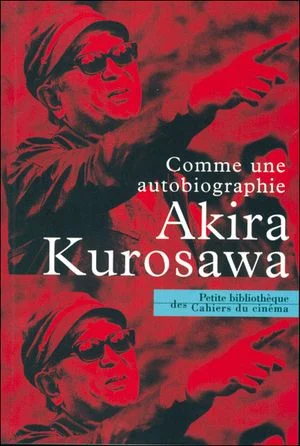 Comme une
autobiographie
Akira
Kurosawa
Petite bibliothèque
des Cahiers du cinéma